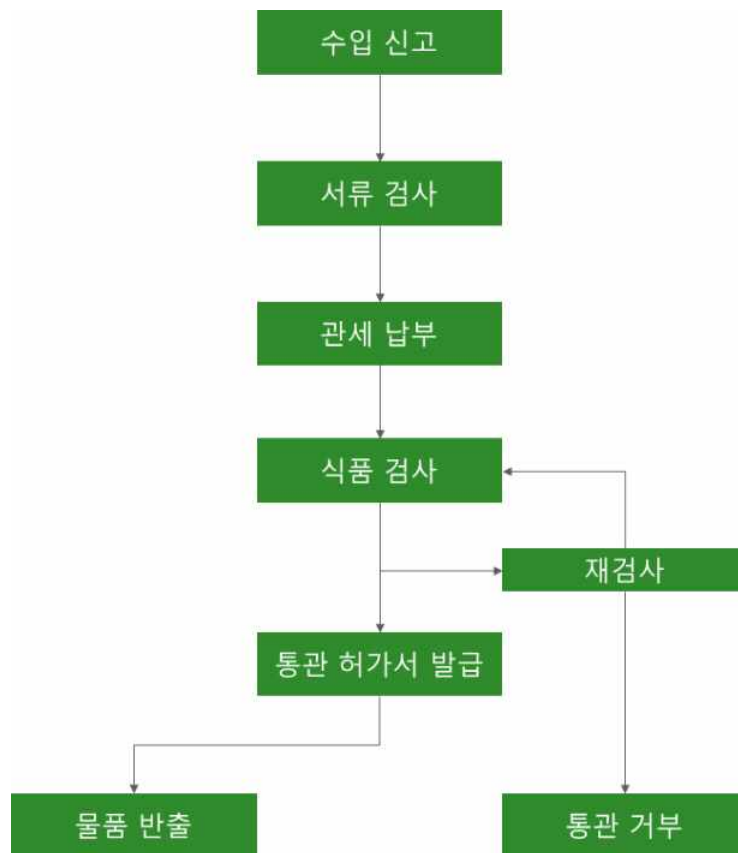 수입 신고
서류 검사
관세 납부
식품 검사
재검사
통관 허가서 발급
물품 반출
통관 거부